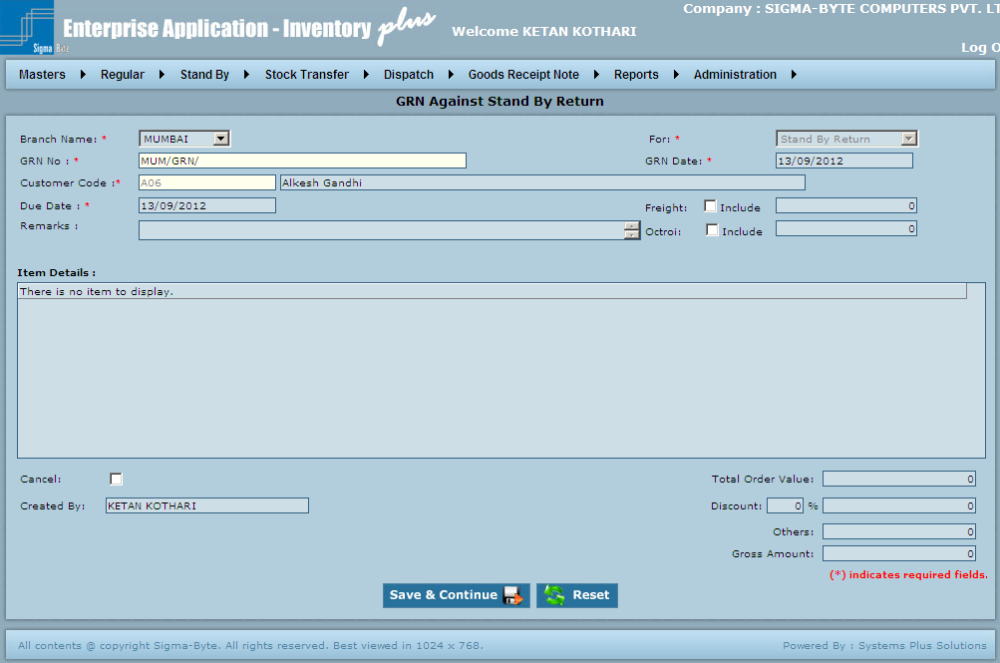 Company : SIGMA-BYTE COMPUTERS PVT.
Enterprise Application - Inventory plus
Welcome KETAN KOTHARI
Sigma Byte
Log
Masters Regular Stand By Stock Transfer Dispatch Goods Receipt Note Reports Administration
GRN Against Stand By Return
Branch Name: * MUMBAI For: * Stand By Return
GRN No : * MUM/GRN/ GRN Date: * 13/09/2012
Customer Code :* A06 Alkesh Gandhi
Due Date : * 13/09/2012 Freight: Include 0
Remarks : Octroi: Include 0
Item Details :
There is no item to display.
Cancel: Total Order Value: 0
Created By: KETAN KOTHARI Discount: 0 % 0
Others: 0
Gross Amount: 0
(*) indicates required fields.
Save & Continue Reset
All contents @ copyright Sigma-Byte. All rights reserved. Best viewed in 1024 x 768. Powered By : Systems Plus Solutions